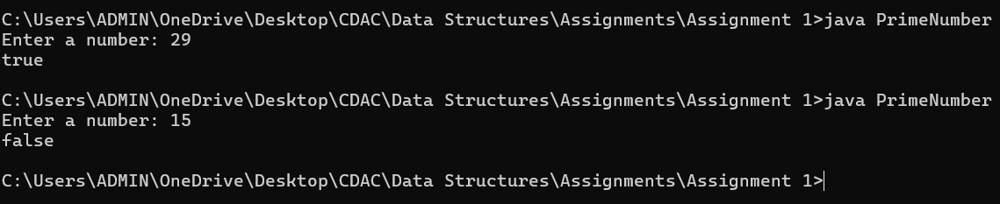 C:\Users\ADMIN\OneDrive\Desktop\CDAC\Data Structures\Assignments\Assignment 1>java PrimeNumber
Enter a number: 29
true
C:\Users\ADMIN\OneDrive\Desktop\CDAC\Data Structures\Assignments\Assignment 1>java PrimeNumber
Enter a number: 15
false
C:\Users\ADMIN\OneDrive\Desktop\CDAC\Data Structures\Assignments\Assignment 1>